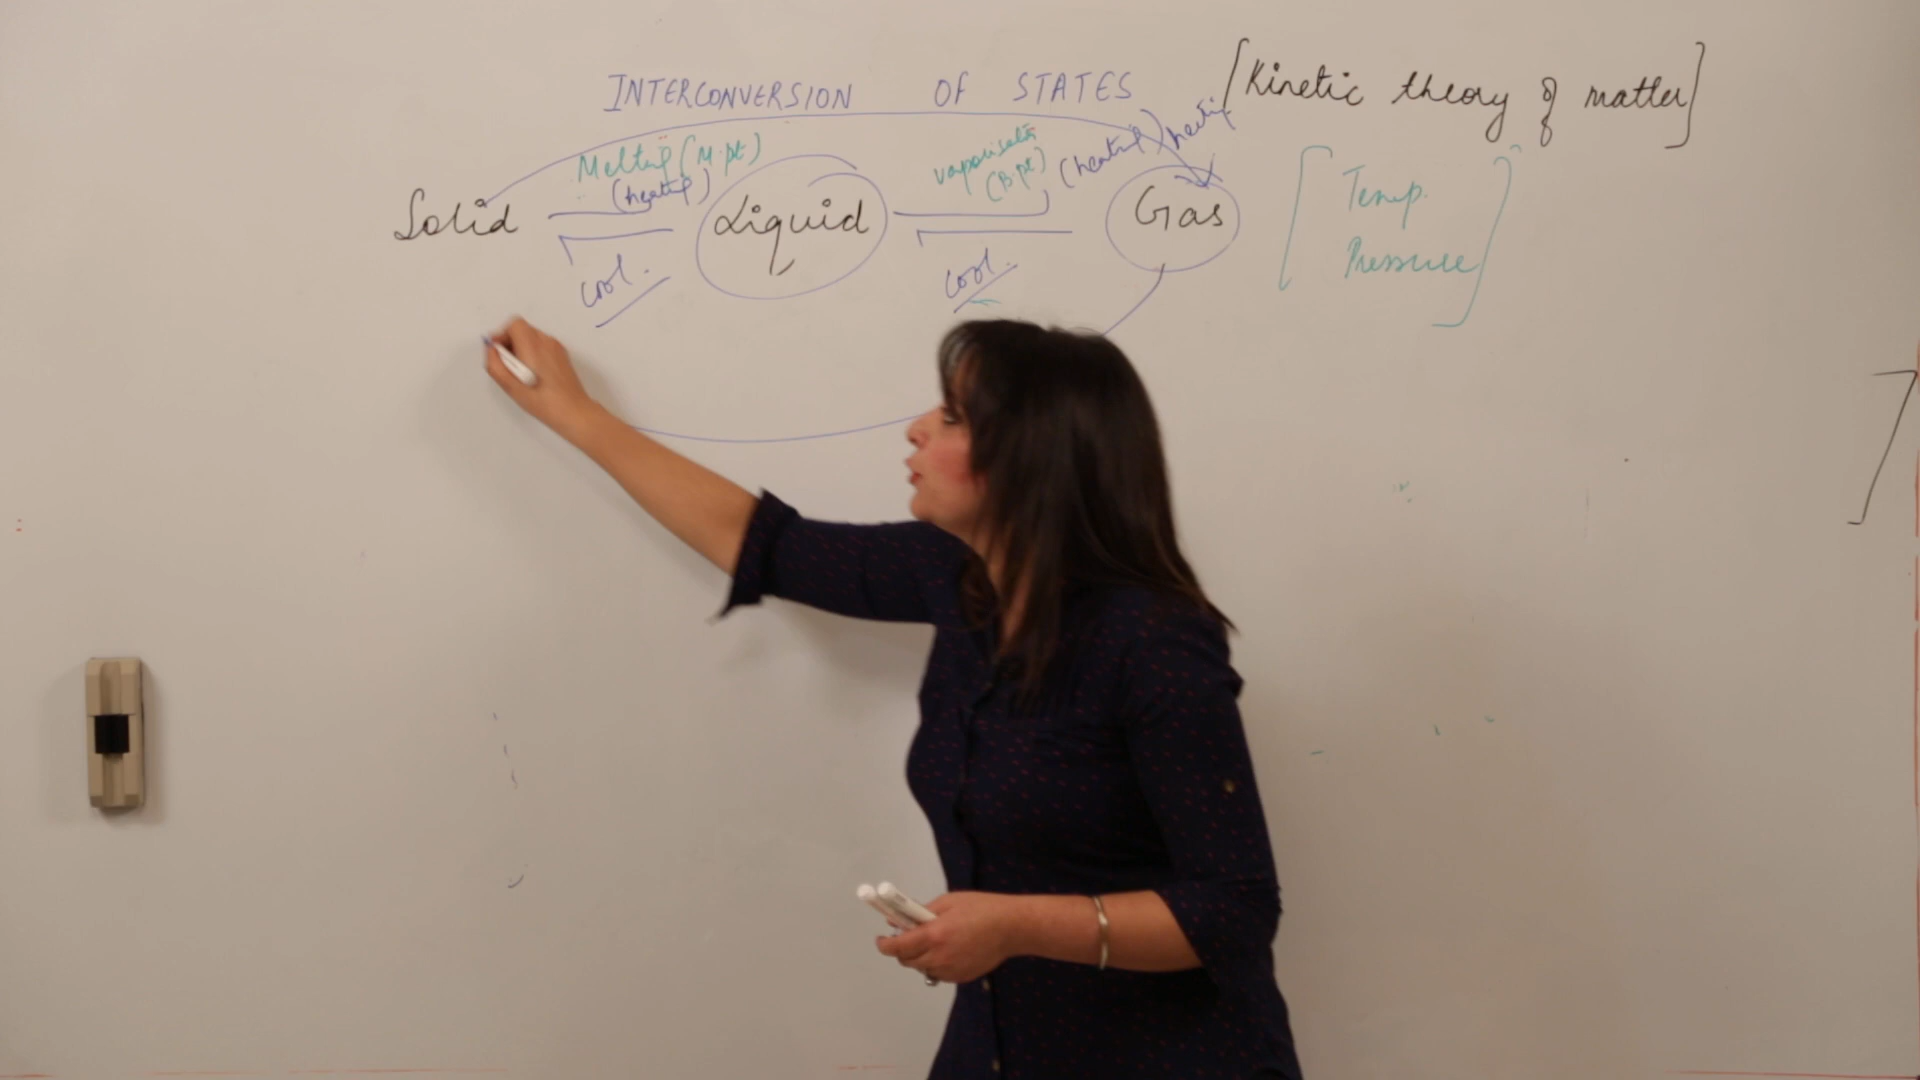 INTERCONVERSION OF STATES [Kinetic theory of matter]
Melting (M.pt) vaporisation (B.pt) (heating) heating
(heating)
Solid Liquid Gas [Temp. Pressure]
Cool. Cool.